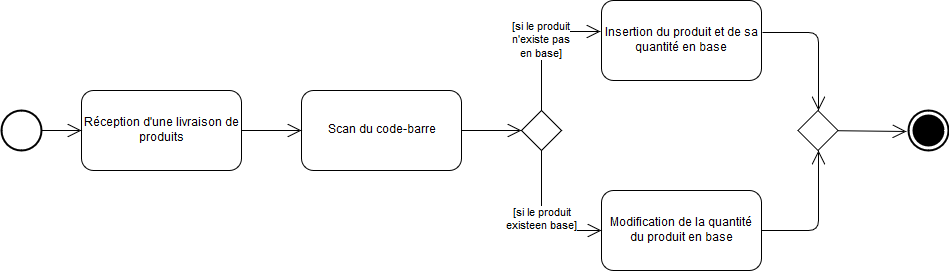 [si le produit
n'existe pas
en base]
Insertion du produit et de sa
quantité en base
Réception d'une livraison de
produits
Scan du code-barre
[si le produit
existeen base]
Modification de la quantité
du produit en base